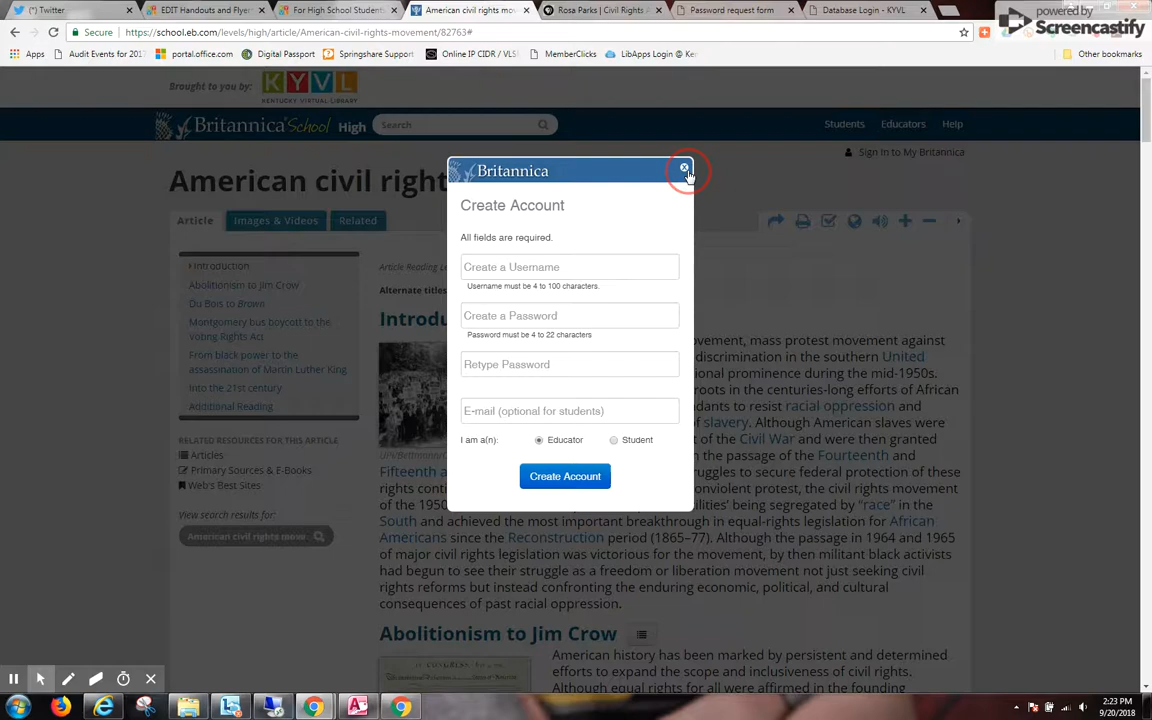 (*) Twitter
EDIT Handouts and Flyer
For High School Students
American civil rights mov
Rosa Parks | Civil Rights A
Password request form
Database Login - KYVL
powered by
Screencastify
Secure https://school.eb.com/levels/high/article/American-civil-rights-movement/82763#
Apps Audit Events for 2017 portal.office.com Digital Passport Springshare Support Online IP CIDR / VLS MemberClicks LibApps Login @ Ker Other bookmarks
Brought to you by: KYVL
KENTUCKY VIRTUAL LIBRARY
Britannica School High Search Students Educators Help
Sign In to My Britannica
American civil right
Article Images & Videos Related
Introduction
Abolitionism to Jim Crow
Du Bois to Brown
Montgomery bus boycott to the
Voting Rights Act
From black power to the
assassination of Martin Luther King
Into the 21st century
Additional Reading
RELATED RESOURCES FOR THIS ARTICLE
Articles
Primary Sources & E-Books
Web's Best Sites
View search results for:
American civil rights move
Article Reading Le
Alternate titles
Introdu
UPI/Bettmann/C
Britannica
Create Account
All fields are required.
Create a Username
Username must be 4 to 100 characters.
Create a Password
Password must be 4 to 22 characters
Retype Password
E-mail (optional for students)
I am a(n): Educator Student
Create Account
ovement, mass protest movement against
discrimination in the southern United
ional prominence during the mid-1950s.
roots in the centuries-long efforts of African
dants to resist racial oppression and
of slavery. Although American slaves were
t of the Civil War and were then granted
the passage of the Fourteenth and
Fifteenth a
ruggles to secure federal protection of these
rights conti
nonviolent protest, the civil rights movement
of the 1950
ilities' being segregated by “race” in the
South and achieved the most important breakthrough in equal-rights legislation for African
Americans since the Reconstruction period (1865–77). Although the passage in 1964 and 1965
of major civil rights legislation was victorious for the movement, by then militant black activists
had begun to see their struggle as a freedom or liberation movement not just seeking civil
rights reforms but instead confronting the enduring economic, political, and cultural
consequences of past racial oppression.
Abolitionism to Jim Crow
American history has been marked by persistent and determined
efforts to expand the scope and inclusiveness of civil rights.
Although equal rights for all were affirmed in the founding
2:23 PM
9/20/2018